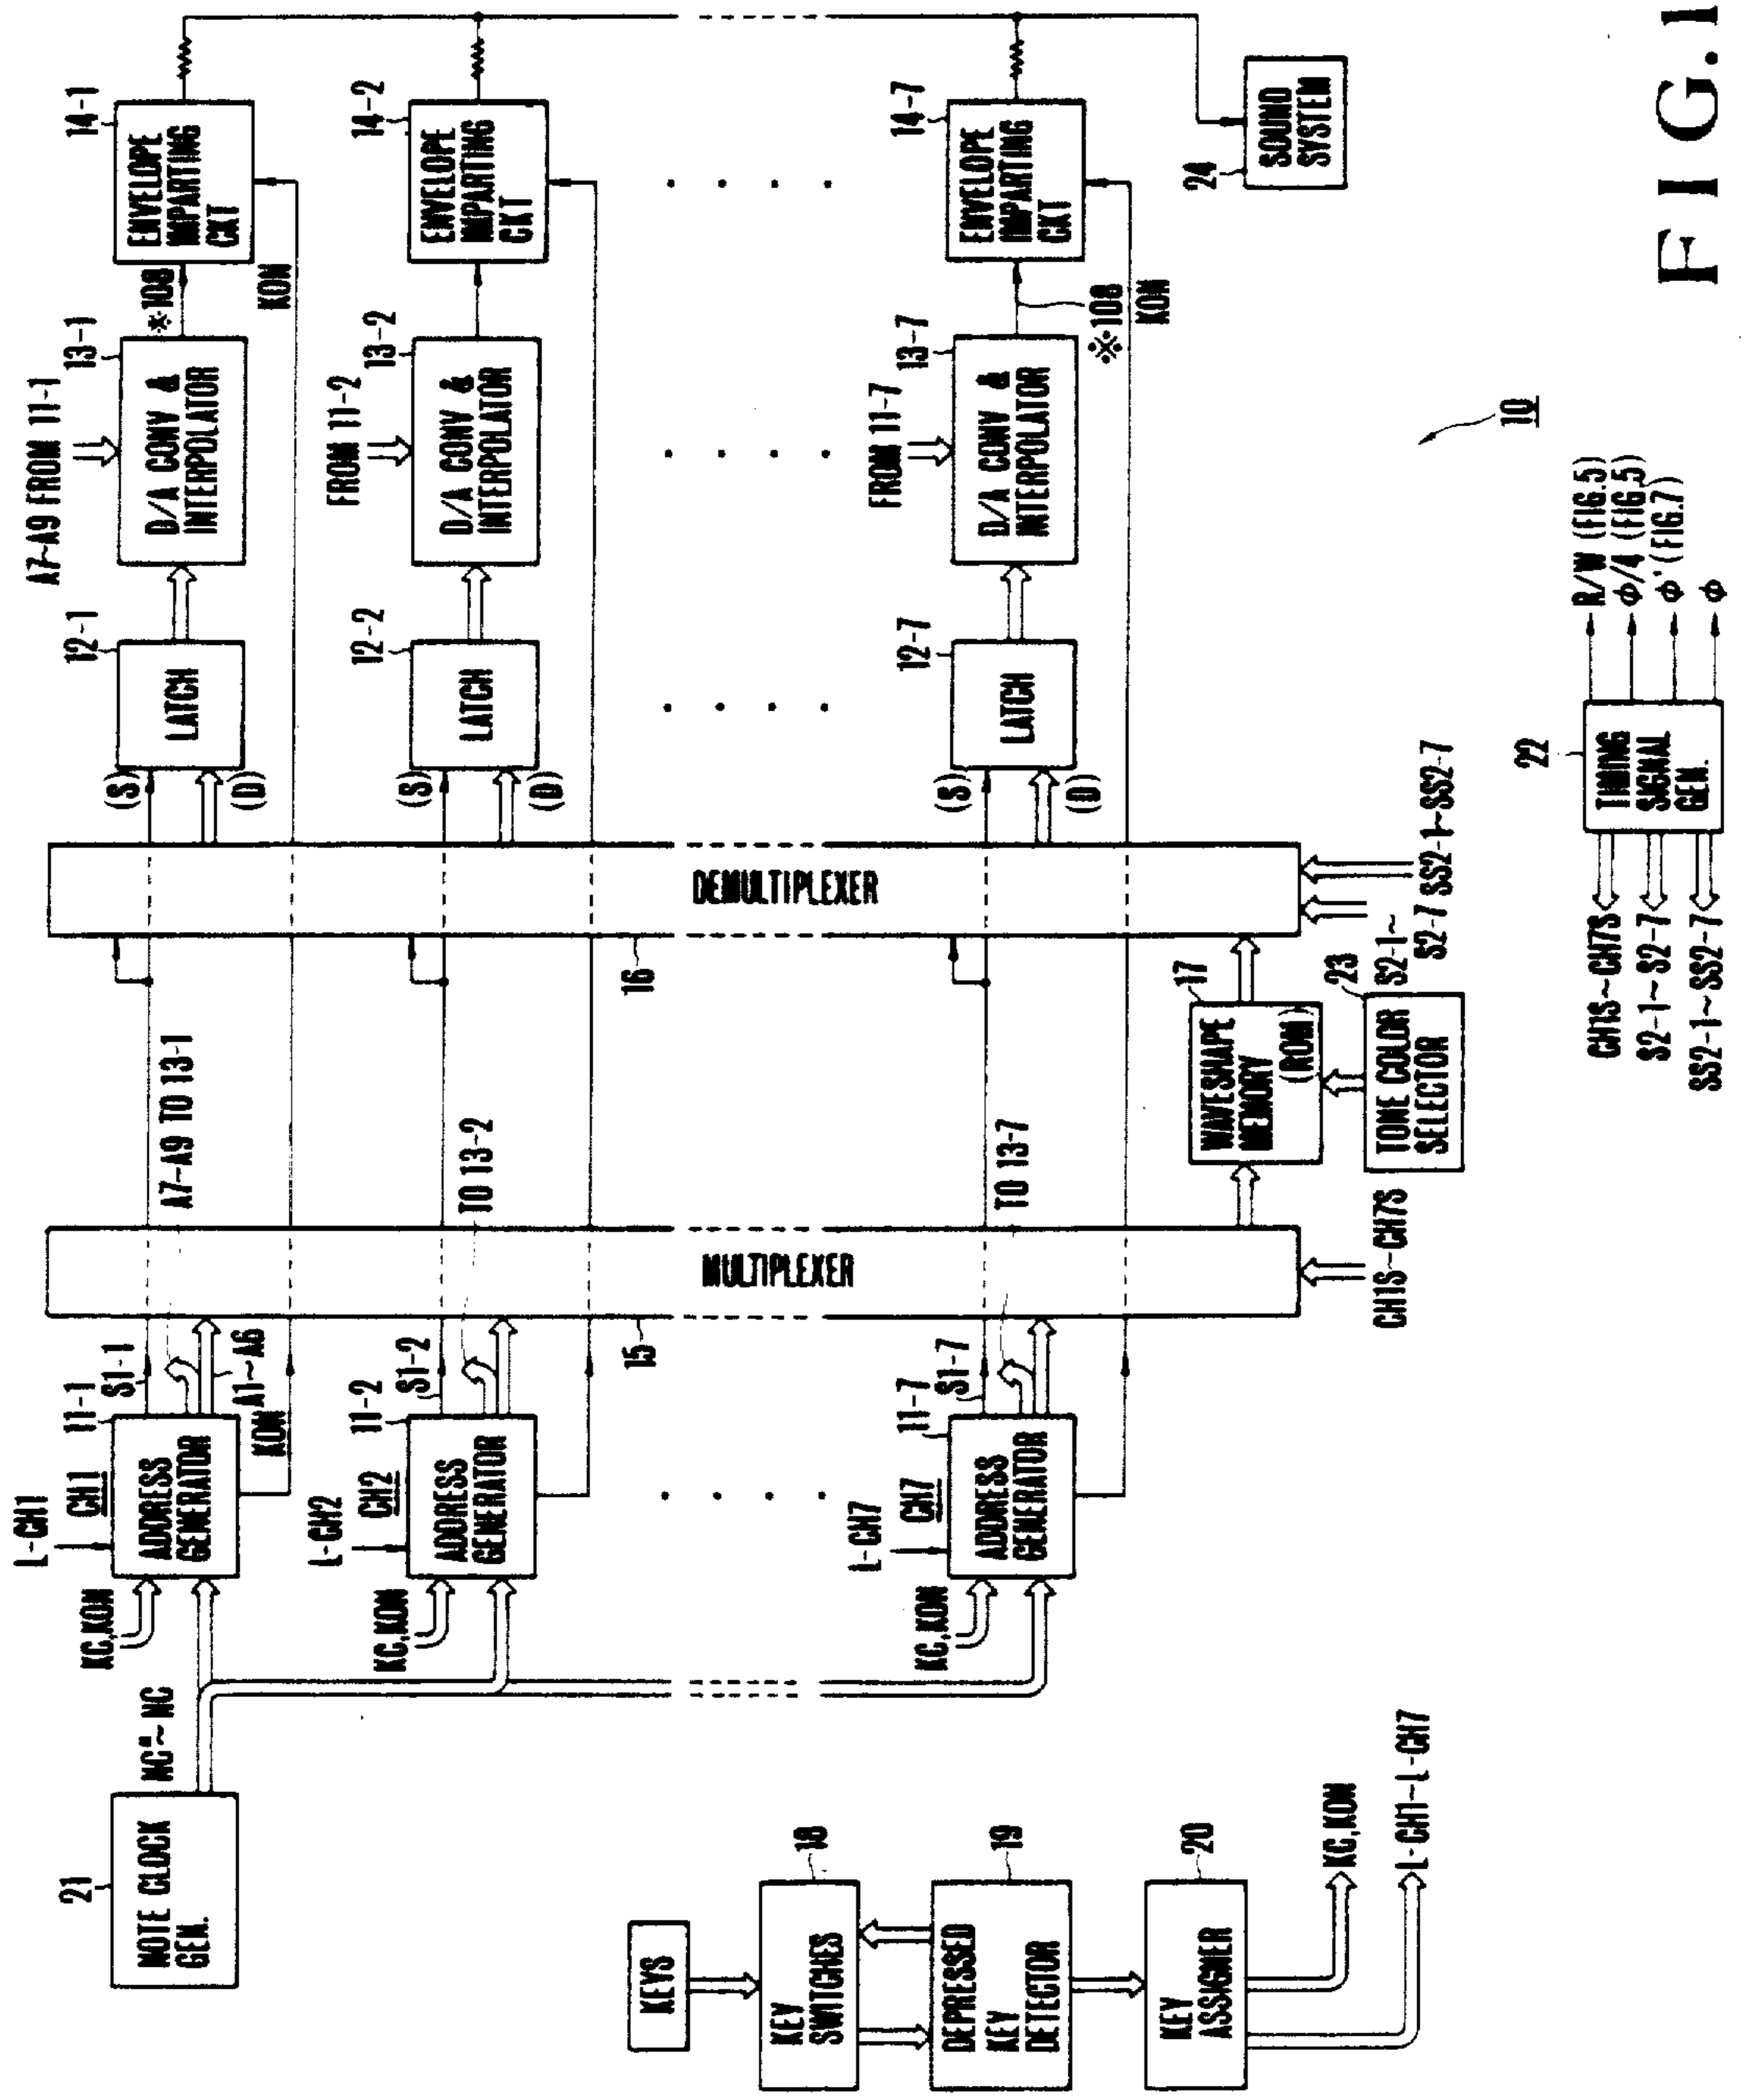 21
NOTE CLOCK
GEN.
NC#~NC
L-CH1
CH1
KC,KON
11-1
ADDRESS
GENERATOR
S1-1
A1~A6
KON
A7~A9 TO 13-1
A7~A9 FROM 11-1
(S)
(D)
12-1
LATCH
13-1
D/A CONV &
INTERPOLATOR
※108
KON
14-1
ENVELOPE
IMPARTING
CKT
L-CH2
CH2
KC,KON
11-2
ADDRESS
GENERATOR
S1-2
TO 13-2
(S)
(D)
12-2
LATCH
FROM 11-2
13-2
D/A CONV &
INTERPOLATOR
14-2
ENVELOPE
IMPARTING
CKT
15
MULTIPLEXER
16
DEMULTIPLEXER
L-CH7
CH7
KC,KON
11-7
ADDRESS
GENERATOR
S1-7
TO 13-7
(S)
(D)
12-7
LATCH
FROM 11-7
13-7
D/A CONV &
INTERPOLATOR
※108
KON
14-7
ENVELOPE
IMPARTING
CKT
KEYS
18
KEY
SWITCHES
19
DEPRESSED
KEY
DETECTOR
20
KEY
ASSIGNER
KC,KON
L-CH1~L-CH7
CH1S~CH7S
17
WAVESHAPE
MEMORY
(ROM)
23
TONE COLOR
SELECTOR
S2-1~
S2-7
SS2-1~SS2-7
24
SOUND
SYSTEM
10
22
TIMING
SIGNAL
GEN.
CH1S~CH7S
S2-1~S2-7
SS2-1~SS2-7
R/W (FIG.5)
φ/4 (FIG.5)
φ' (FIG.7)
φ
FIG.1